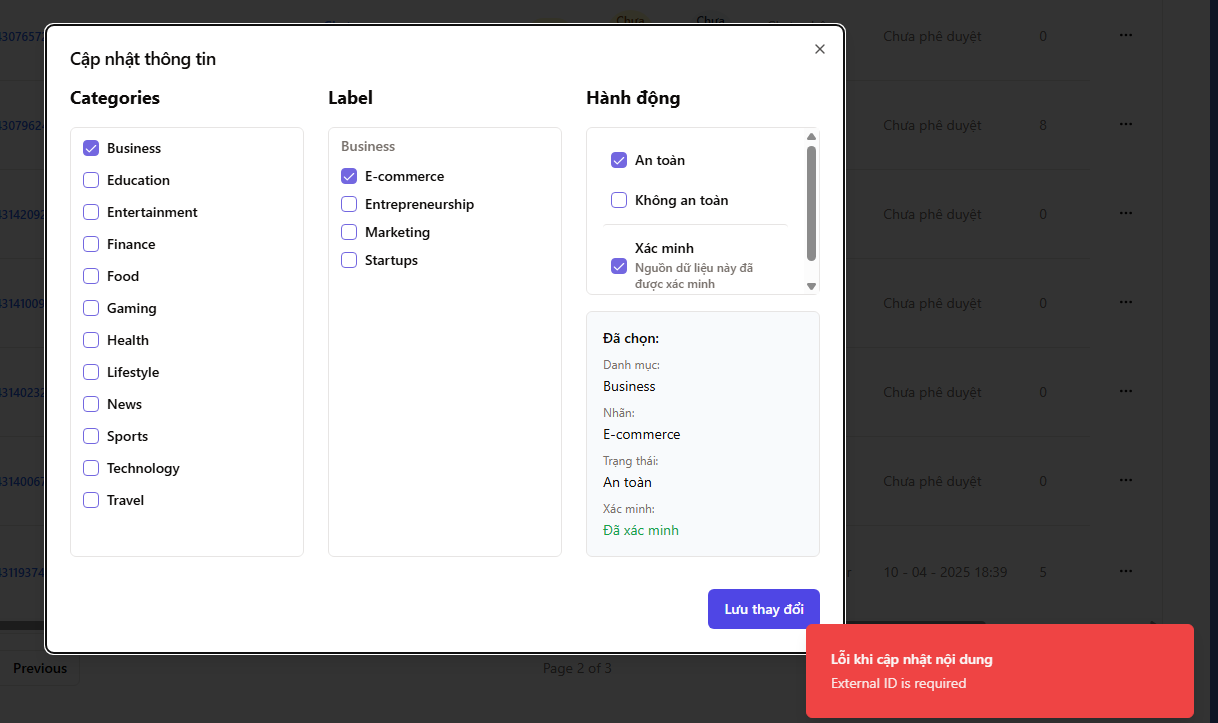 Cập nhật thông tin
Categories
Business
Education
Entertainment
Finance
Food
Gaming
Health
Lifestyle
News
Sports
Technology
Travel
Label
Business
E-commerce
Entrepreneurship
Marketing
Startups
Hành động
An toàn
Không an toàn
Xác minh
Nguồn dữ liệu này đã
được xác minh
Đã chọn:
Danh mục:
Business
Nhãn:
E-commerce
Trạng thái:
An toàn
Xác minh:
Đã xác minh
Lưu thay đổi
Lỗi khi cập nhật nội dung
External ID is required
Chưa
Chưa
Chưa phê duyệt 0
Chưa phê duyệt 8
Chưa phê duyệt 0
Chưa phê duyệt 0
Chưa phê duyệt 0
Chưa phê duyệt 0
10 - 04 - 2025 18:39 5
Previous
Page 2 of 3